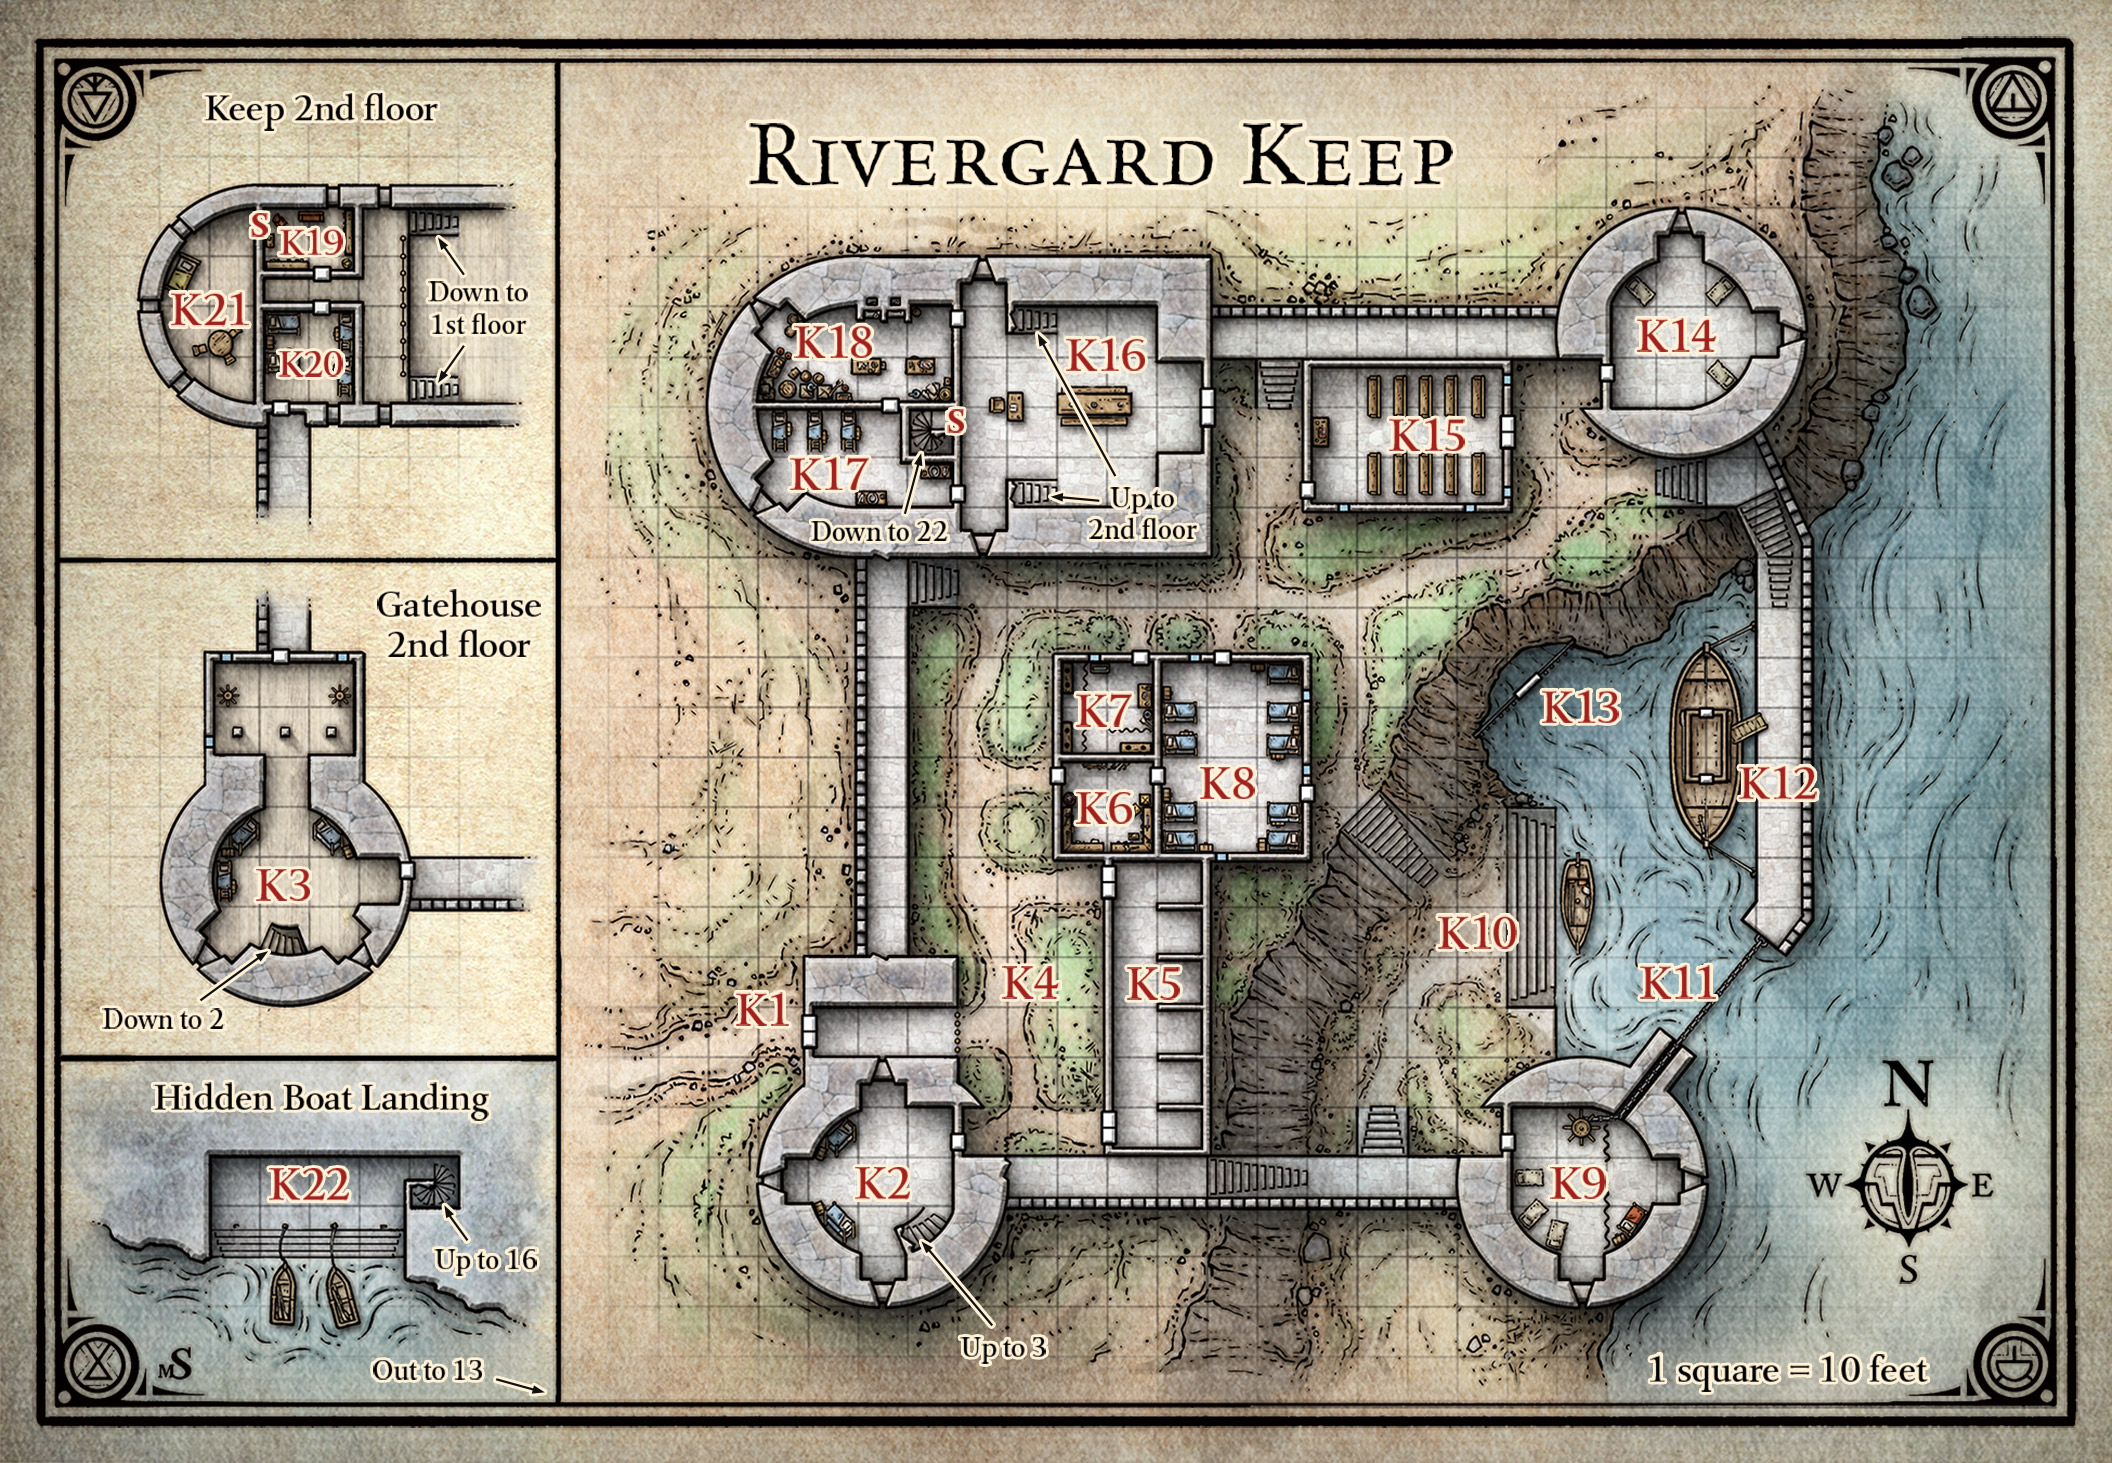 Keep 2nd floor
S
K19
K21
K20
Down to
1st floor
Gatehouse
2nd floor
K3
Down to 2
Hidden Boat Landing
K22
Up to 16
Out to 13
MS
Rivergard Keep
K18
K16
K14
S
K15
K17
Down to 22
Up to
2nd floor
K7
K13
K8
K12
K6
K10
K4
K5
K11
K1
K2
K9
Up to 3
N
W
E
S
1 square = 10 feet